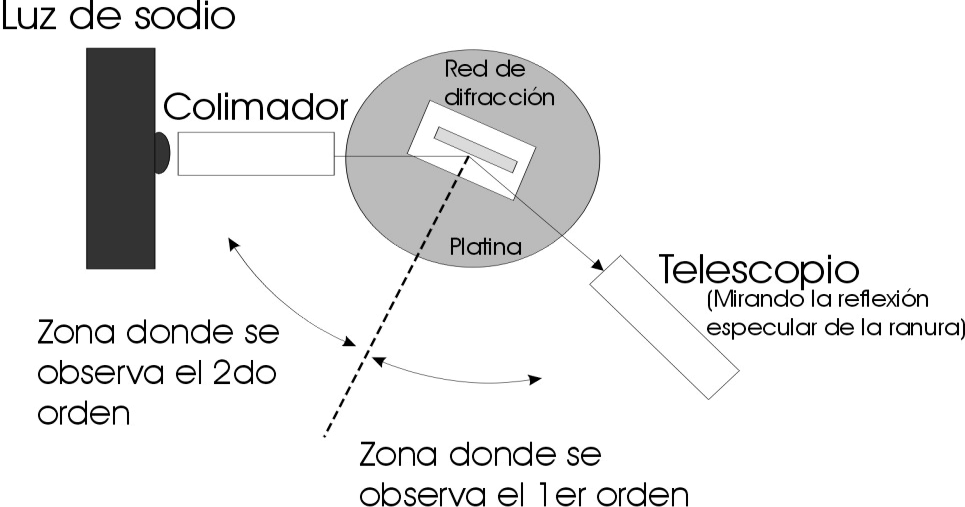 Luz de sodio
Colimador
Red de
difracción
Platina
Telescopio
(Mirando la reflexión
especular de la ranura)
Zona donde se
observa el 2do
orden
Zona donde se
observa el 1er orden